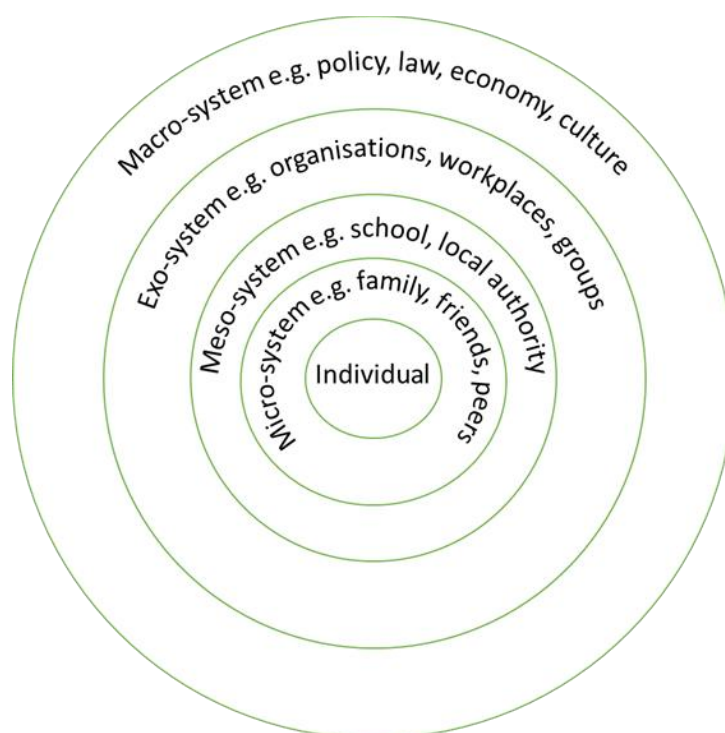 Macro-system e.g. policy, law, economy, culture
Exo-system e.g. organisations, workplaces, groups
Meso-system e.g. school, local authority
Micro-system e.g. family, friends, peers
Individual